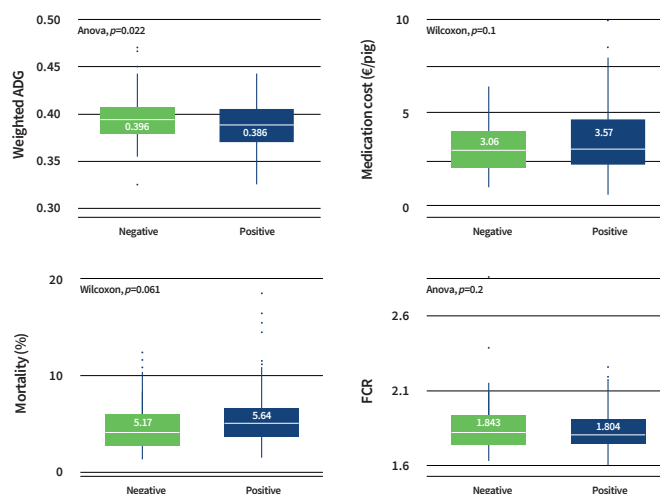 Weighted ADG
0.50
0.45
0.40
0.35
0.30
Anova, p=0.022
0.396
0.386
Negative
Positive
Medication cost (€/pig)
10
5
0
Wilcoxon, p=0.1
3.06
3.57
Negative
Positive
Mortality (%)
20
10
0
Wilcoxon, p=0.061
5.17
5.64
Negative
Positive
FCR
2.6
2.1
1.6
Anova, p=0.2
1.843
1.804
Negative
Positive